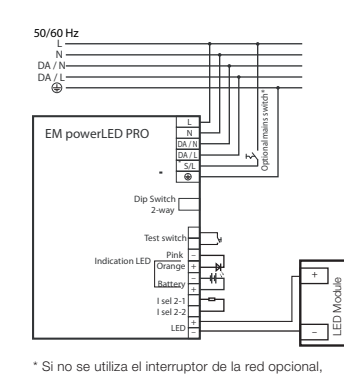 50/60 Hz
L
N
DA / N
DA / L
Optional mains switch*
EM powerLED PRO
L
N
DA / N
DA / L
S/L
*
Dip Switch
2-way
Test switch
Indication LED
Pink
–
Orange
+
–
Battery
+
I sel 2-1
I sel 2-2
LED
+
–
+
–
LED Module
* Si no se utiliza el interruptor de la red opcional,